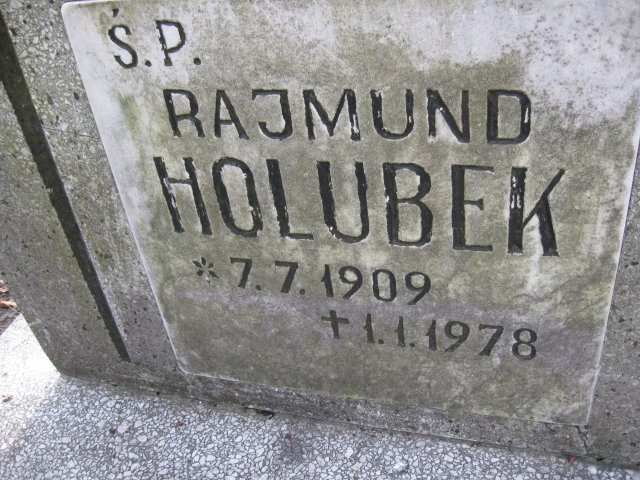 Ś.P.
RAJMUND
HOLUBEK
* 7.7.1909
✝ 1.1.1978